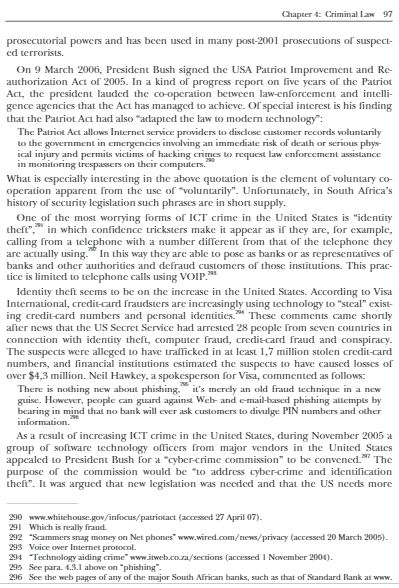 Chapter 4: Criminal Law 97
prosecutorial powers and has been used in many post-2001 prosecutions of suspect-
ed terrorists.
On 9 March 2006, President Bush signed the USA Patriot Improvement and Re-
authorization Act of 2005. In a kind of progress report on five years of the Patriot
Act, the president lauded the co-operation between law-enforcement and intelli-
gence agencies that the Act has managed to achieve. Of special interest is his finding
that the Patriot Act had also “adapted the law to modern technology”:
The Patriot Act allows Internet service providers to disclose customer records voluntarily
to the government in emergencies involving an immediate risk of death or serious phys-
ical injury and permits victims of hacking crimes to request law enforcement assistance
in monitoring trespassers on their computers.290
What is especially interesting in the above quotation is the element of voluntary co-
operation apparent from the use of “voluntarily”. Unfortunately, in South Africa’s
history of security legislation such phrases are in short supply.
One of the most worrying forms of ICT crime in the United States is “identity
theft”,291 in which confidence tricksters make it appear as if they are, for example,
calling from a telephone with a number different from that of the telephone they
are actually using.292 In this way they are able to pose as banks or as representatives of
banks and other authorities and defraud customers of those institutions. This prac-
tice is limited to telephone calls using VOIP.293
Identity theft seems to be on the increase in the United States. According to Visa
International, credit-card fraudsters are increasingly using technology to “steal” exist-
ing credit-card numbers and personal identities.294 These comments came shortly
after news that the US Secret Service had arrested 28 people from seven countries in
connection with identity theft, computer fraud, credit-card fraud and conspiracy.
The suspects were alleged to have trafficked in at least 1,7 million stolen credit-card
numbers, and financial institutions estimated the suspects to have caused losses of
over $4,3 million. Neil Hawkey, a spokesperson for Visa, commented as follows:
There is nothing new about phishing,295 it’s merely an old fraud technique in a new
guise. However, people can guard against Web- and e-mail-based phishing attempts by
bearing in mind that no bank will ever ask customers to divulge PIN numbers and other
information.296
As a result of increasing ICT crime in the United States, during November 2005 a
group of software technology officers from major vendors in the United States
appealed to President Bush for a “cyber-crime commission” to be convened.297 The
purpose of the commission would be “to address cyber-crime and identification
theft”. It was argued that new legislation was needed and that the US needs more
290 www.whitehouse.gov/infocus/patriotact (accessed 27 April 07).
291 Which is really fraud.
292 “Scammers snag money on Net phones” www.wired.com/news/privacy (accessed 20 March 2005).
293 Voice over Internet protocol.
294 “Technology aiding crime” www.itweb.co.za/sections (accessed 1 November 2004).
295 See para. 4.3.1 above on “phishing”.
296 See the web pages of any of the major South African banks, such as that of Standard Bank at www.